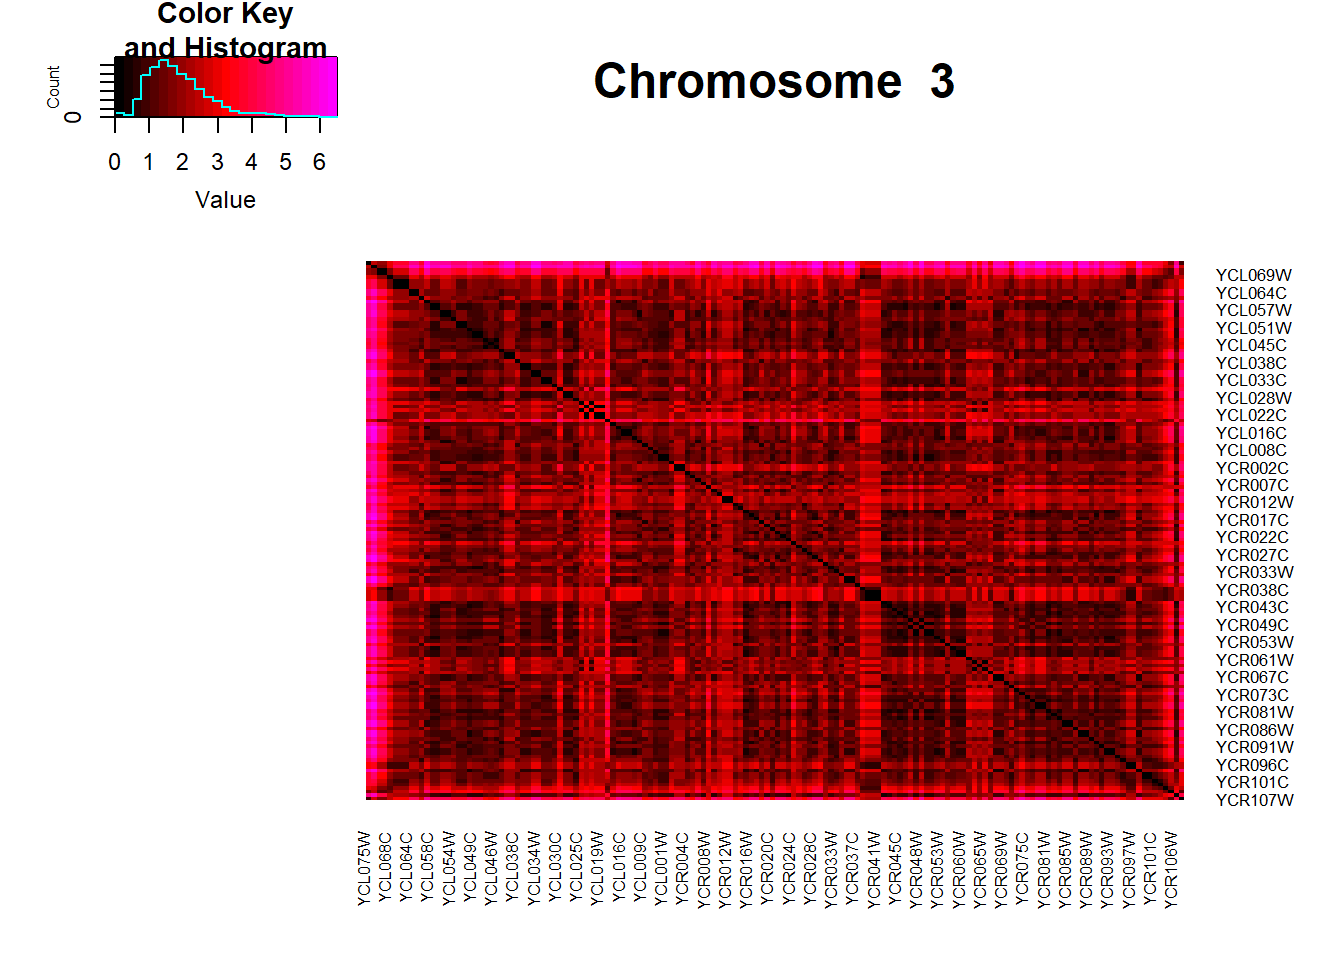 Color Key
and Histogram
Count
0
0 1 2 3 4 5 6
Value
Chromosome 3
YCL069W
YCL064C
YCL057W
YCL051W
YCL045C
YCL038C
YCL033C
YCL028W
YCL022C
YCL016C
YCL008C
YCR002C
YCR007C
YCR012W
YCR017C
YCR022C
YCR027C
YCR033W
YCR038C
YCR043C
YCR049C
YCR053W
YCR061W
YCR067C
YCR073C
YCR081W
YCR086W
YCR091W
YCR096C
YCR101C
YCR107W
YCL075W
YCL068C
YCL064C
YCL058C
YCL054W
YCL049C
YCL046W
YCL038C
YCL034W
YCL030C
YCL025C
YCL019W
YCL016C
YCL009C
YCL001W
YCR004C
YCR008W
YCR012W
YCR016W
YCR020C
YCR024C
YCR028C
YCR033W
YCR037C
YCR041W
YCR045C
YCR048W
YCR053W
YCR060W
YCR065W
YCR069W
YCR075C
YCR081W
YCR085W
YCR089W
YCR093W
YCR097W
YCR101C
YCR106W